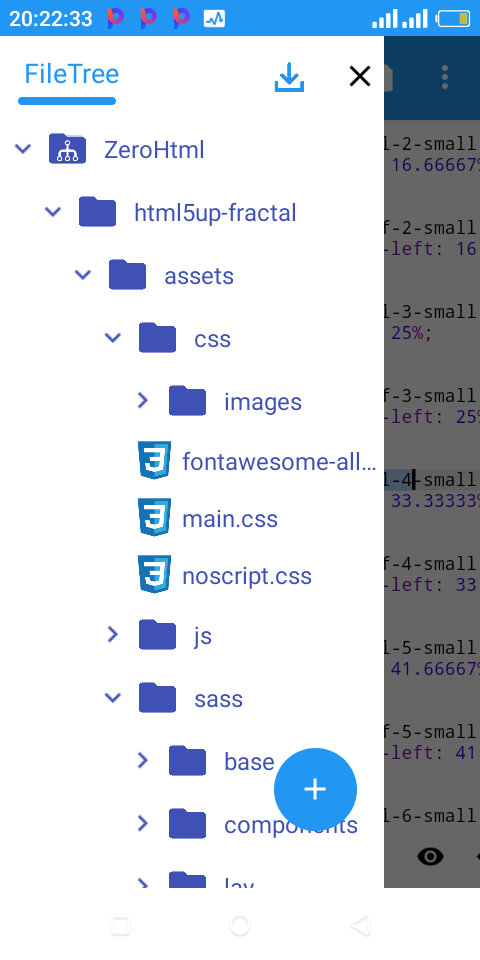 20:22:33
FileTree
ZeroHtml
html5up-fractal
assets
css
images
fontawesome-all...
main.css
noscript.css
js
sass
base
components
lay
l-2-small
16.66667%
f-2-small
-left: 16
l-3-small
25%;
f-3-small
-left: 25%
l-4-small
33.33333%
f-4-small
-left: 33
l-5-small
41.66667%
f-5-small
-left: 41
l-6-small